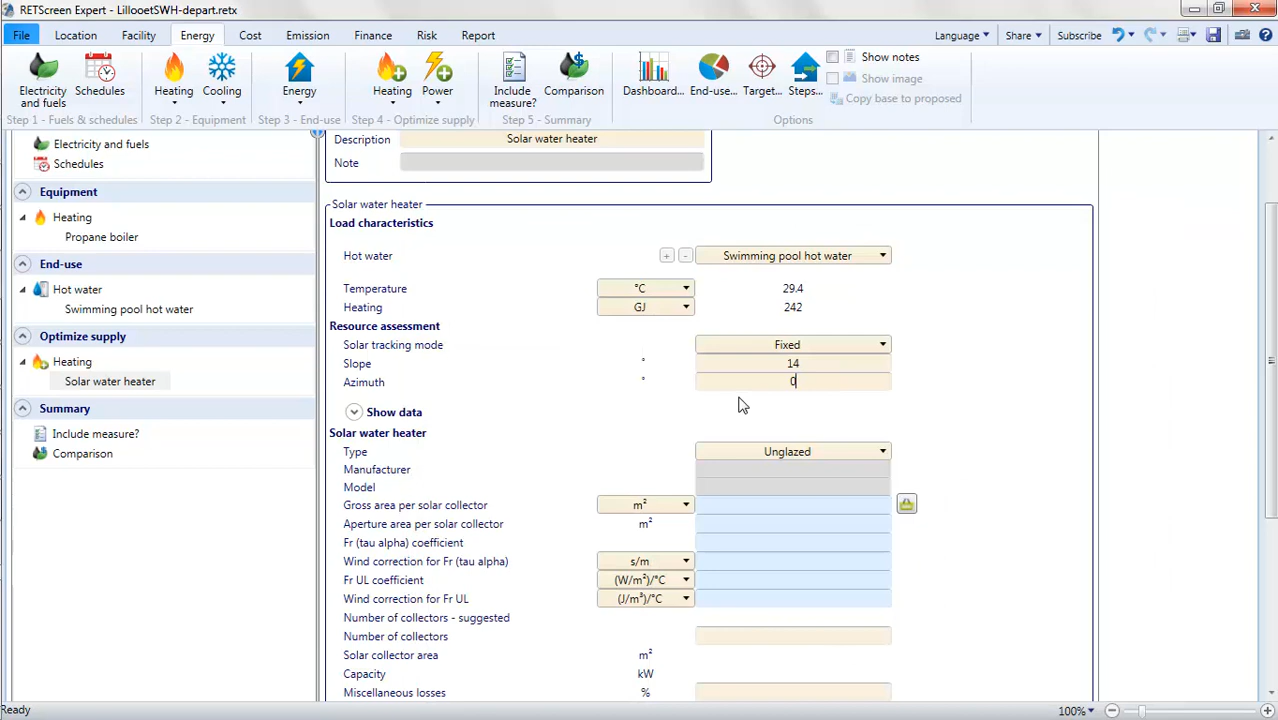 RETScreen Expert - LillooetSWH-depart.retx
File Location Facility Energy Cost Emission Finance Risk Report Language Share Subscribe
Electricity and fuels Schedules Heating Cooling Energy Heating Power Include measure? Comparison Dashboard... End-use... Target... Steps...
Show notes
Show image
Copy base to proposed
Step 1 - Fuels & schedules Step 2 - Equipment Step 3 - End-use Step 4 - Optimize supply Step 5 - Summary Options
Electricity and fuels
Schedules
Equipment
Heating
Propane boiler
End-use
Hot water
Swimming pool hot water
Optimize supply
Heating
Solar water heater
Summary
Include measure?
Comparison
Description Solar water heater
Note
Solar water heater
Load characteristics
Hot water + - Swimming pool hot water
Temperature °C 29.4
Heating GJ 242
Resource assessment
Solar tracking mode Fixed
Slope ° 14
Azimuth ° 0
Show data
Solar water heater
Type Unglazed
Manufacturer
Model
Gross area per solar collector m²
Aperture area per solar collector m²
Fr (tau alpha) coefficient
Wind correction for Fr (tau alpha) s/m
Fr UL coefficient (W/m²)/°C
Wind correction for Fr UL (J/m³)/°C
Number of collectors - suggested
Number of collectors
Solar collector area m²
Capacity kW
Miscellaneous losses %
Ready 100%